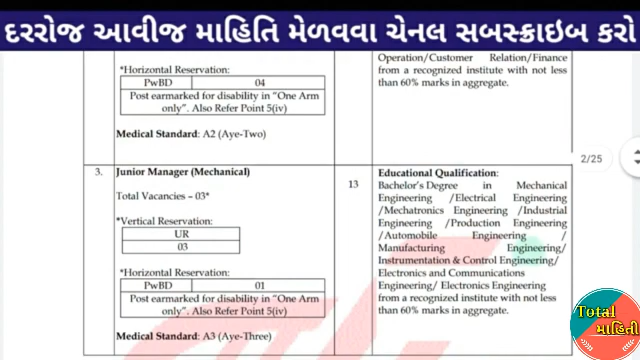 દરરોજ આવીજ માહિતિ મેળવવા ચેનલ સબસ્ક્રાઇબ કરો
*Horizontal Reservation:
PwBD 04
Post earmarked for disability in "One Arm
only". Also Refer Point 5(iv)
Medical Standard: A2 (Aye-Two)
Operation/Customer Relation/Finance
from a recognized institute with not less
than 60% marks in aggregate.
2/25
3. Junior Manager (Mechanical)
Total Vacancies – 03*
*Vertical Reservation:
UR
03
*Horizontal Reservation:
PwBD 01
Post earmarked for disability in "One Arm
only". Also Refer Point 5(iv)
Medical Standard: A3 (Aye-Three)
13
Educational Qualification:
Bachelor's Degree in Mechanical
Engineering /Electrical Engineering
/Mechatronics Engineering /Industrial
Engineering /Production Engineering
/Automobile Engineering /
Manufacturing Engineering/
Instrumentation & Control Engineering/
Electronics and Communications
Engineering/ Electronics Engineering
from a recognized institute with not less
than 60% marks in aggregate.
Total
માહિતી